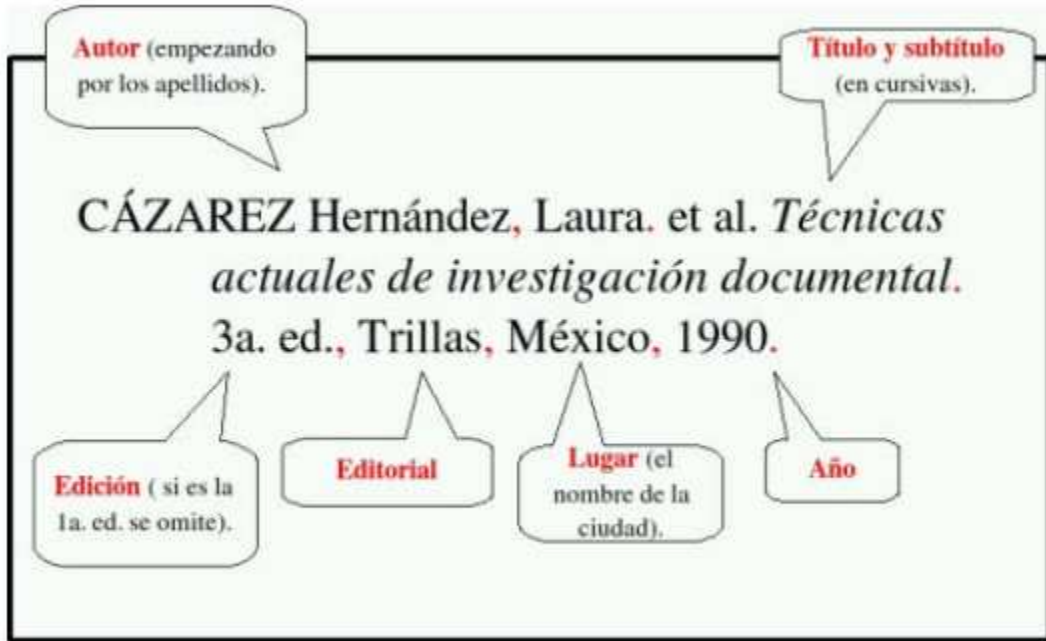 Autor (empezando
por los apellidos).
Título y subtítulo
(en cursivas).
CÁZAREZ Hernández, Laura. et al. Técnicas
actuales de investigación documental.
3a. ed., Trillas, México, 1990.
Edición ( si es la
1a. ed. se omite).
Editorial
Lugar (el
nombre de la
ciudad).
Año